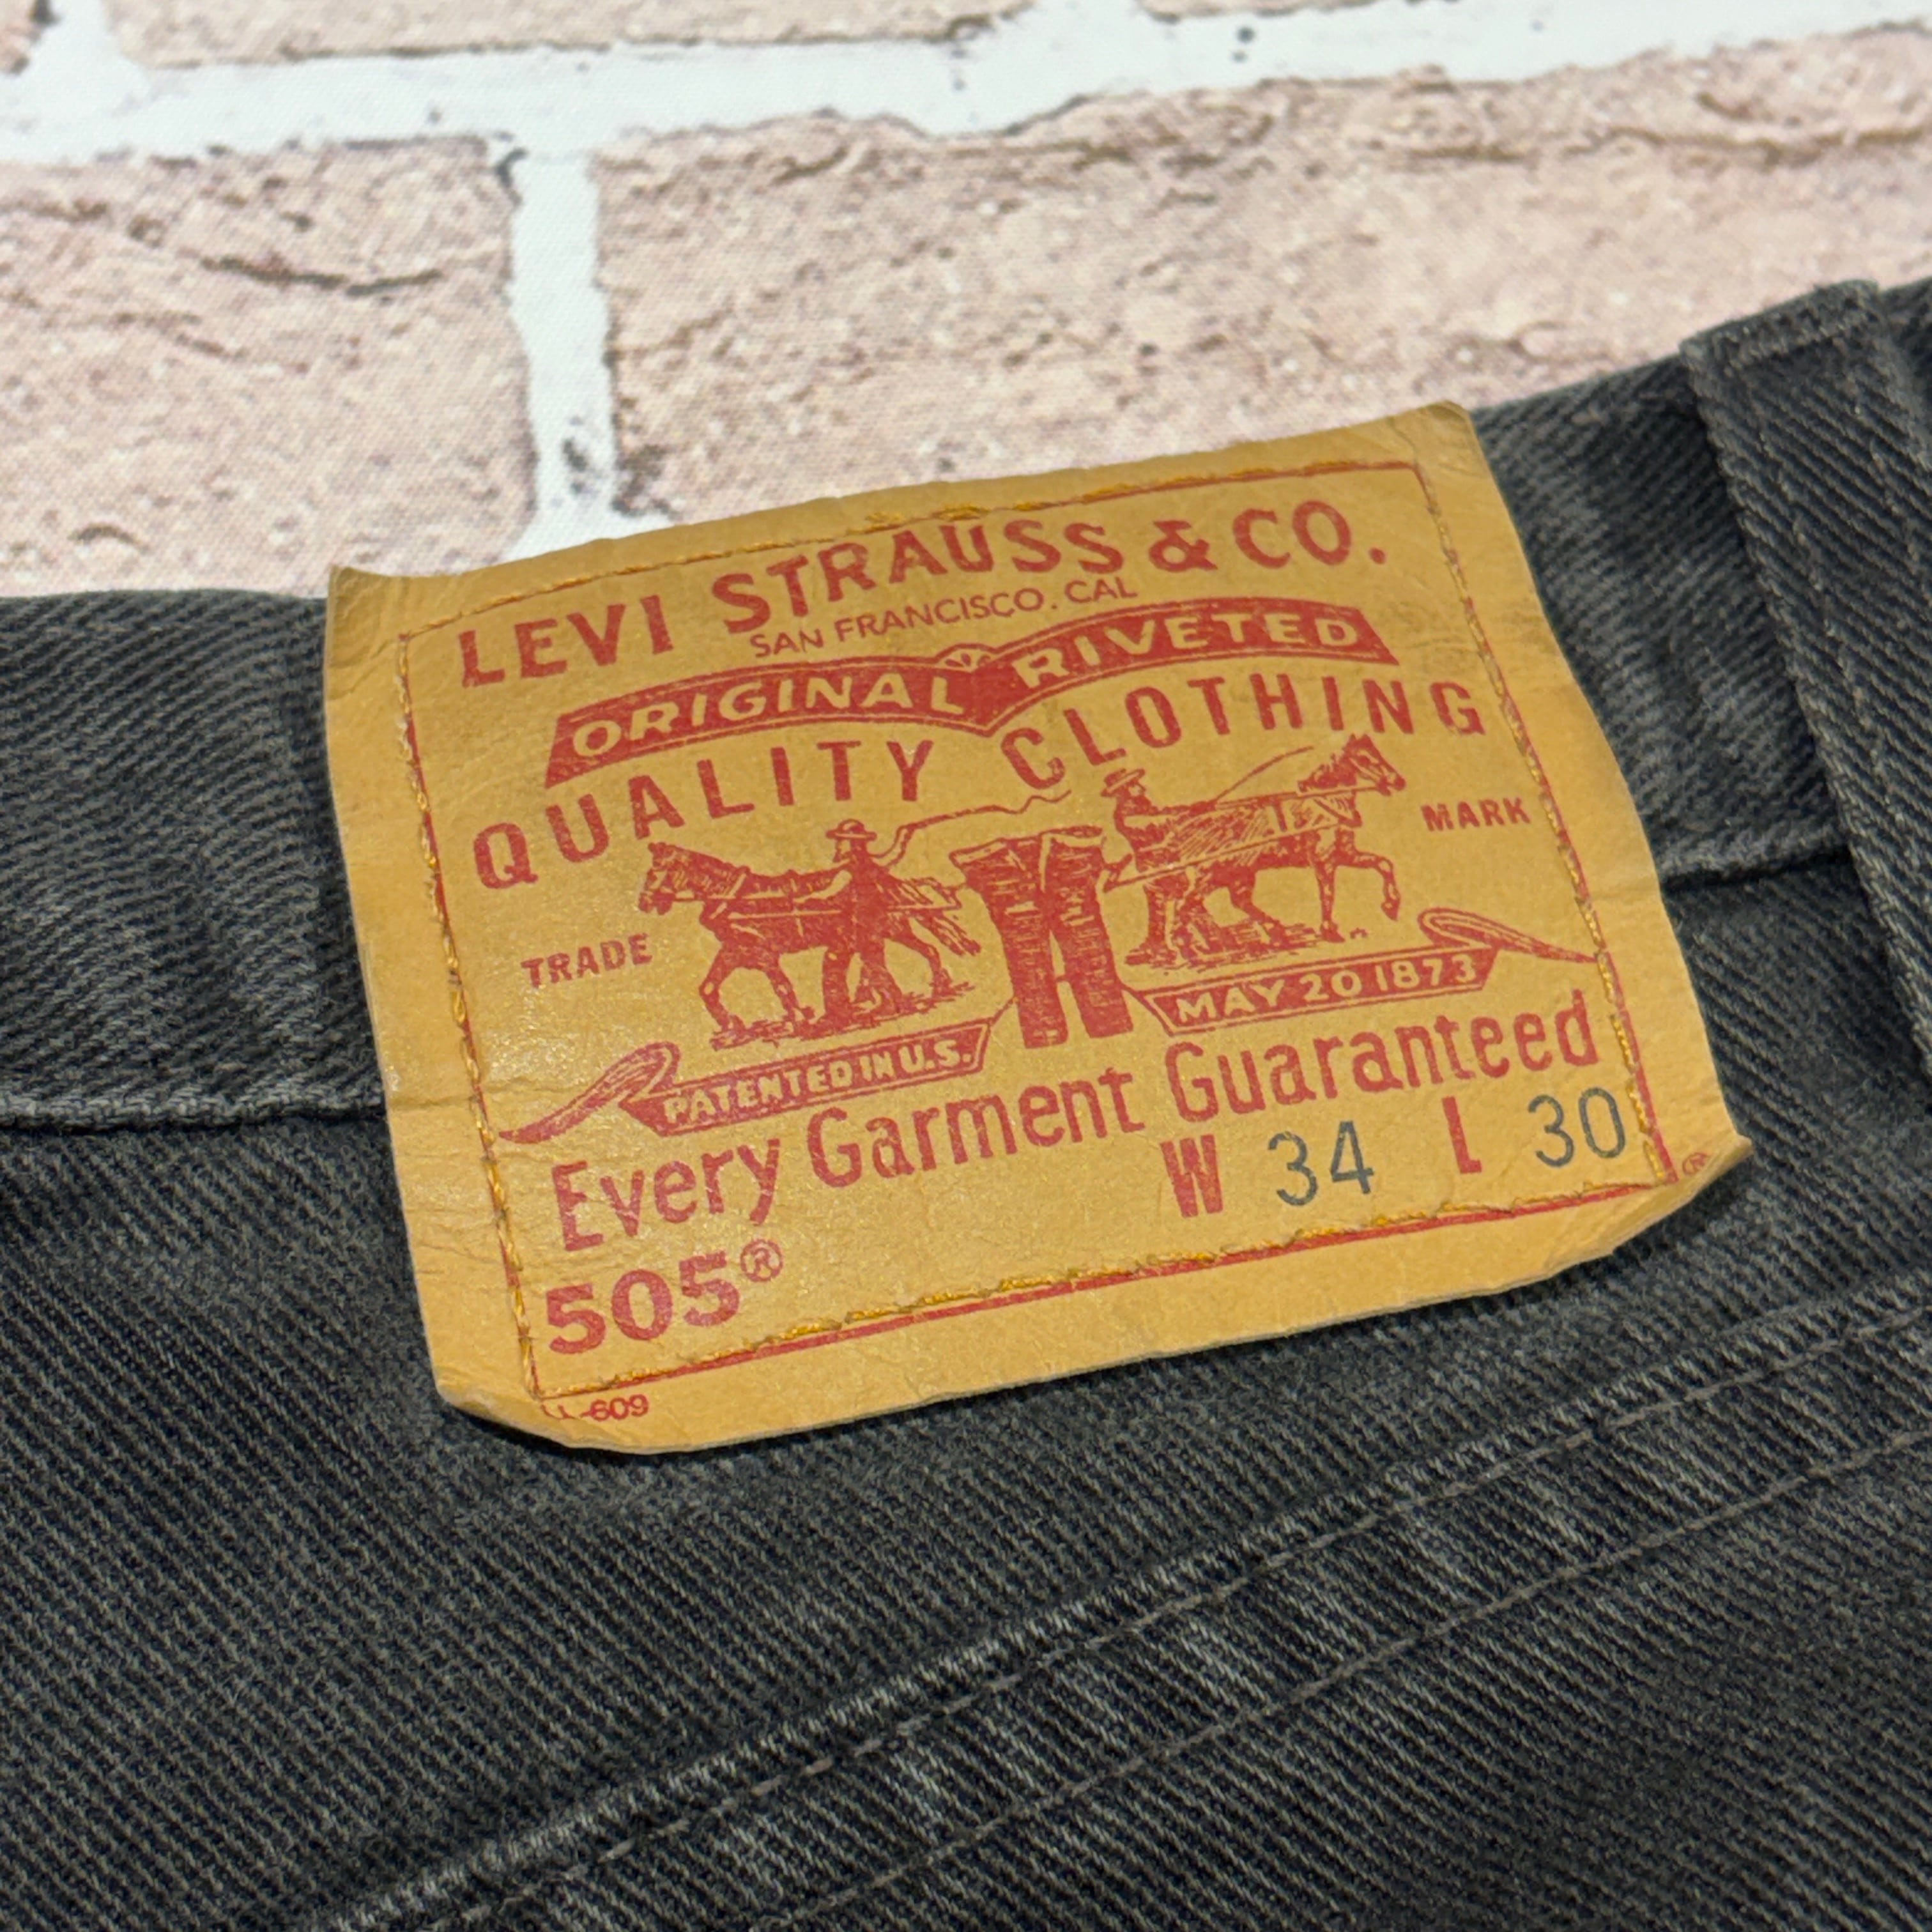 LEVI STRAUSS & CO.
SAN FRANCISCO. CAL
ORIGINAL RIVETED
QUALITY CLOTHING
TRADE MARK
PATENTED IN U.S. MAY 20 1873
Every Garment Guaranteed
W 34 L 30
505®
®
-609